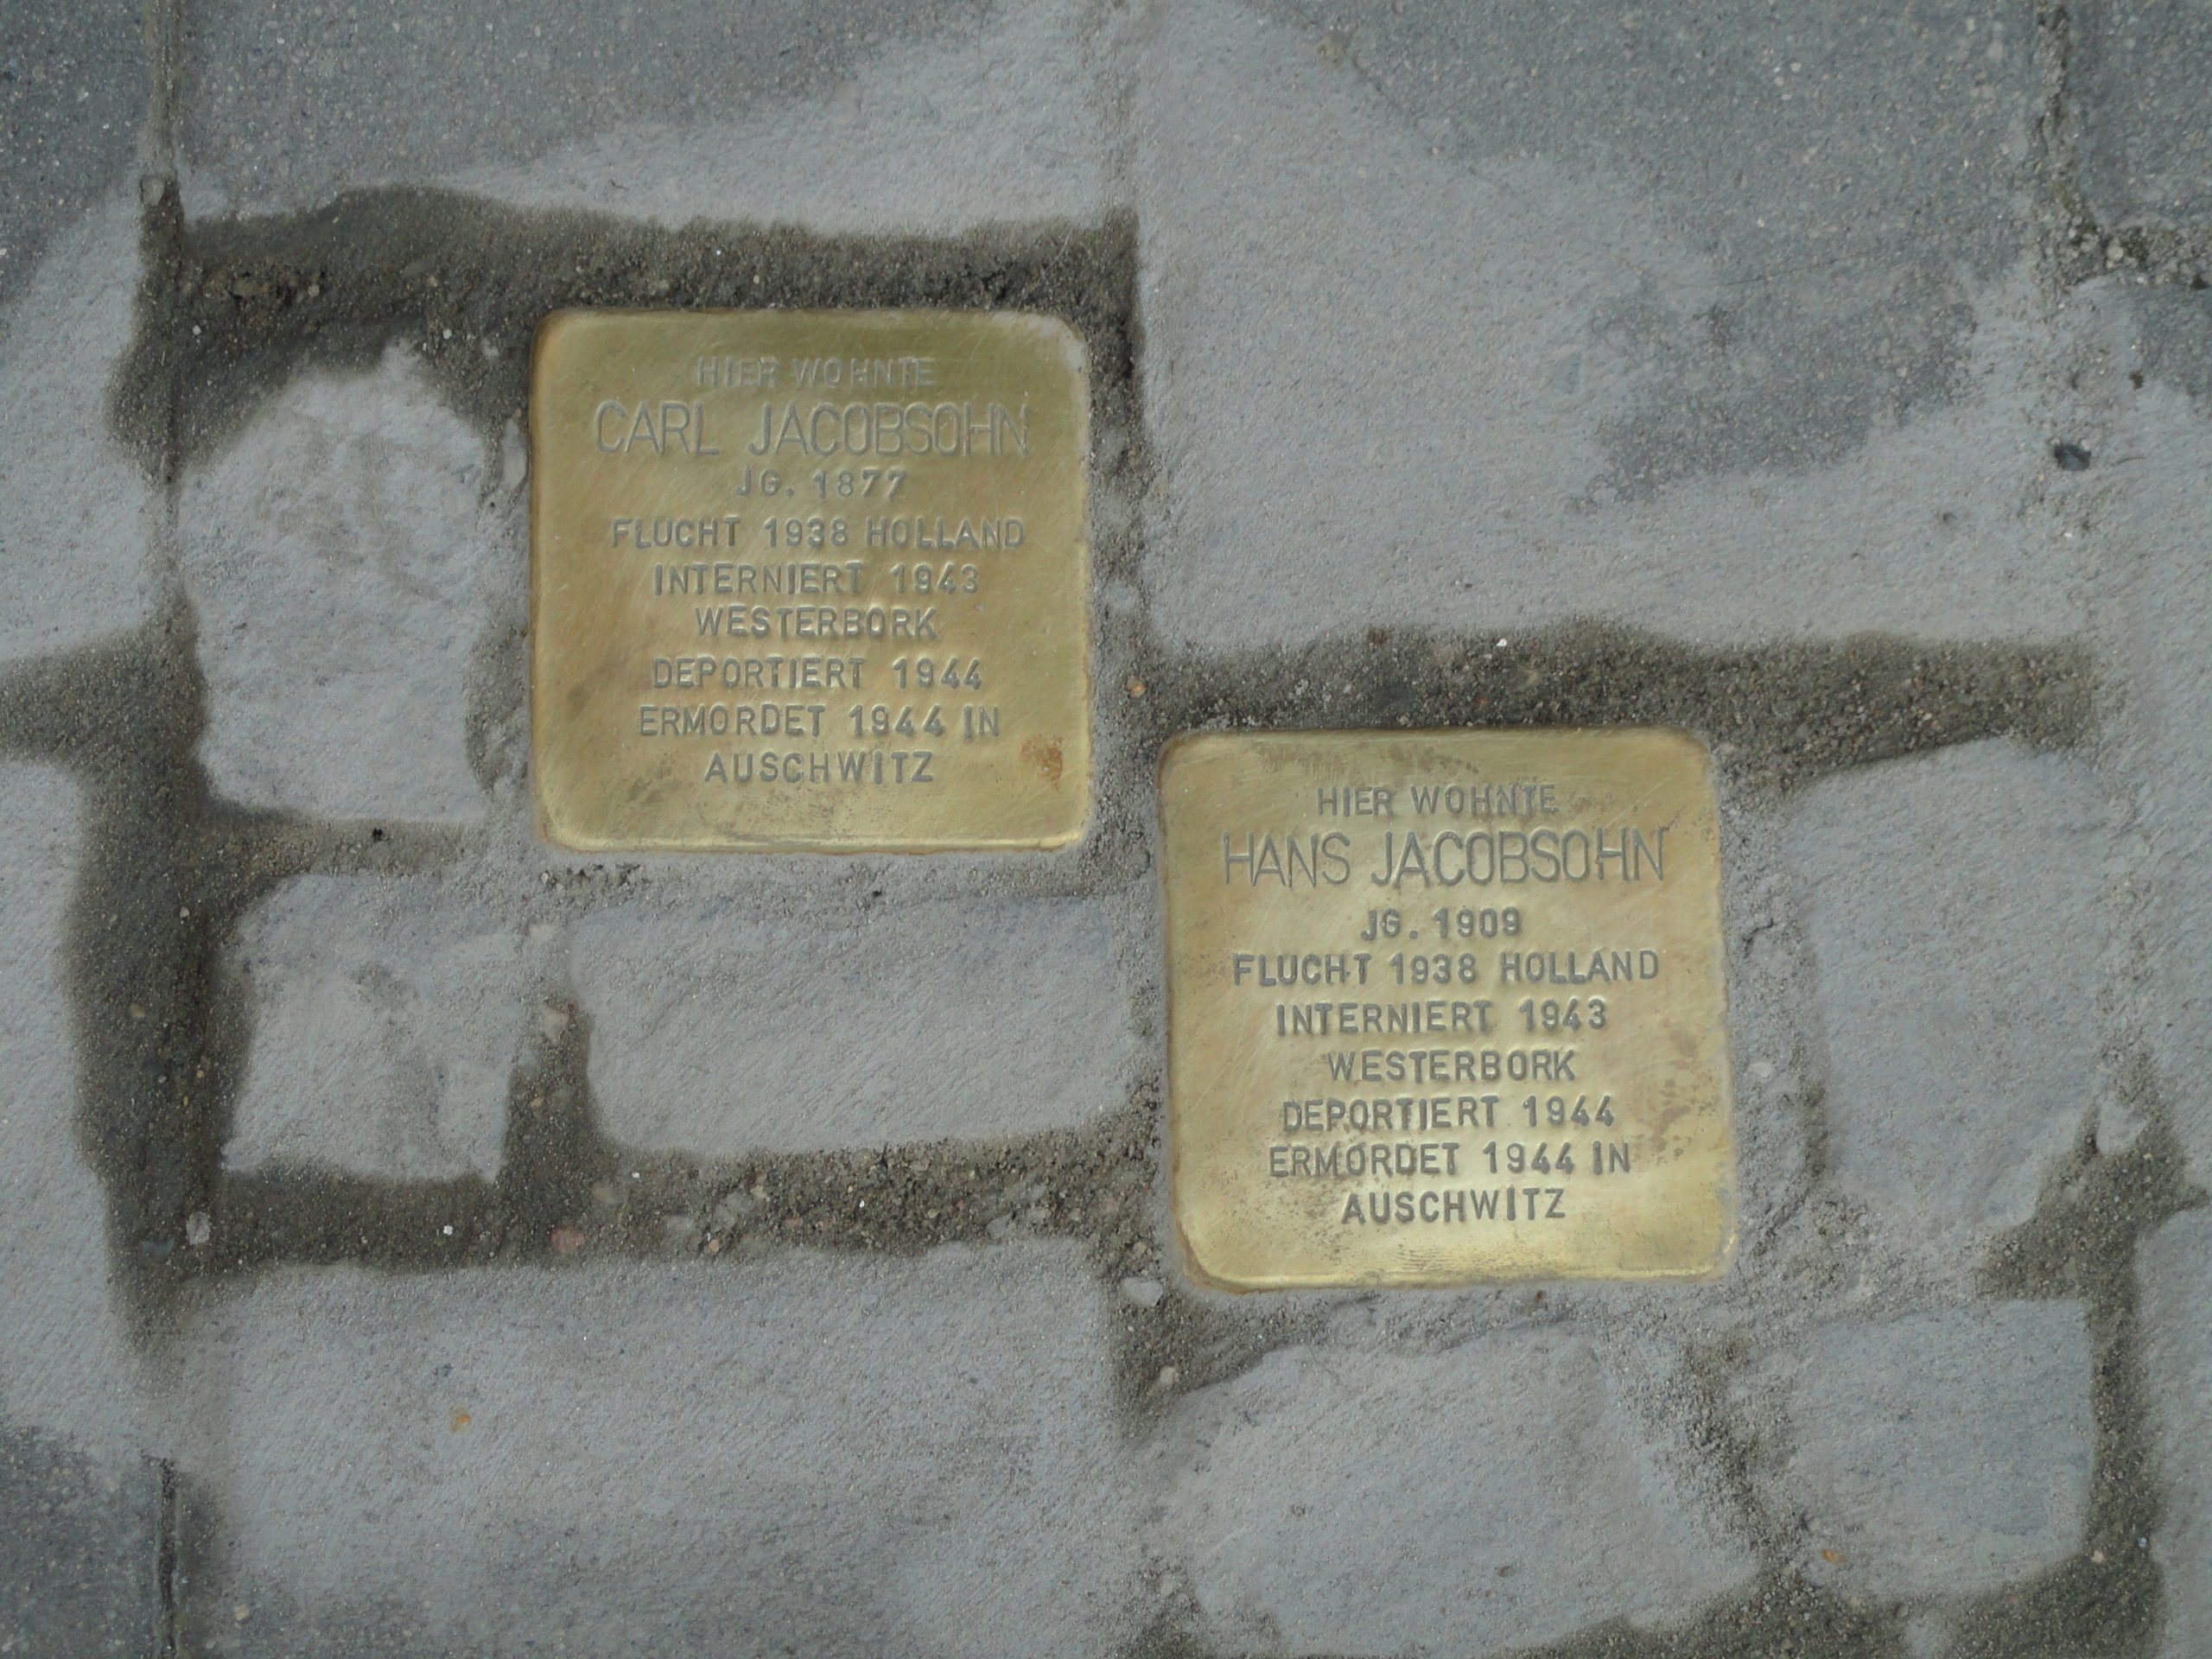 HIER WOHNTE
CARL JACOBSOHN
JG. 1877
FLUCHT 1938 HOLLAND
INTERNIERT 1943
WESTERBORK
DEPORTIERT 1944
ERMORDET 1944 IN
AUSCHWITZ
HIER WOHNTE
HANS JACOBSOHN
JG. 1909
FLUCHT 1938 HOLLAND
INTERNIERT 1943
WESTERBORK
DEPORTIERT 1944
ERMORDET 1944 IN
AUSCHWITZ